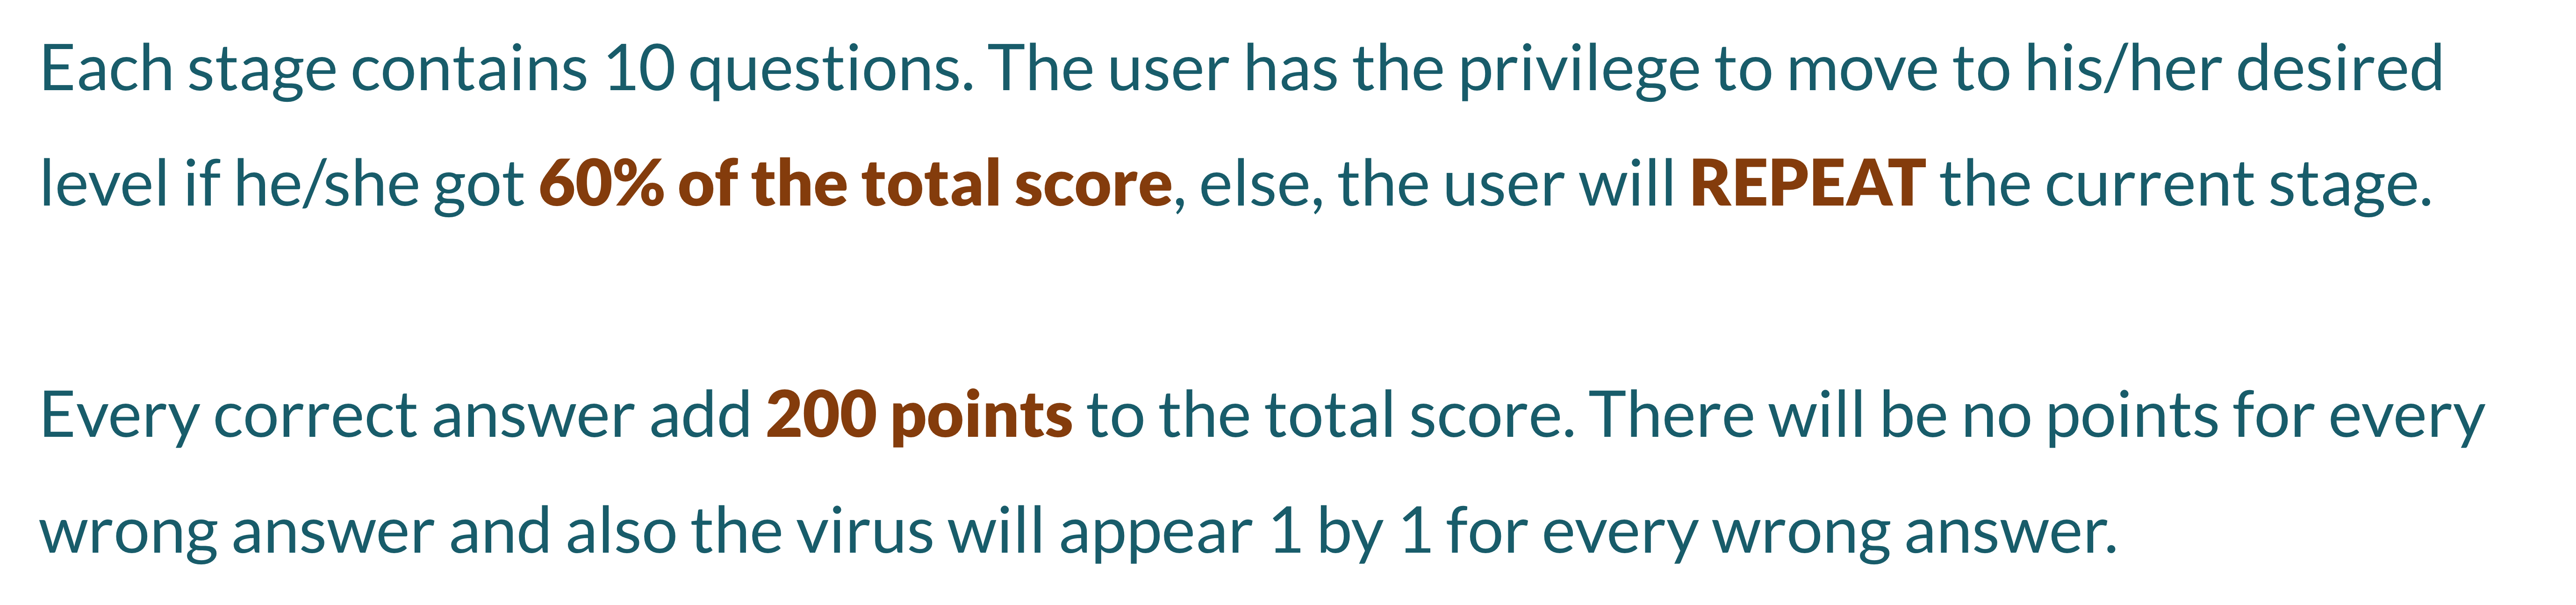 Each stage contains 10 questions. The user has the privilege to move to his/her desired
level if he/she got 60% of the total score, else, the user will REPEAT the current stage.
Every correct answer add 200 points to the total score. There will be no points for every
wrong answer and also the virus will appear 1 by 1 for every wrong answer.